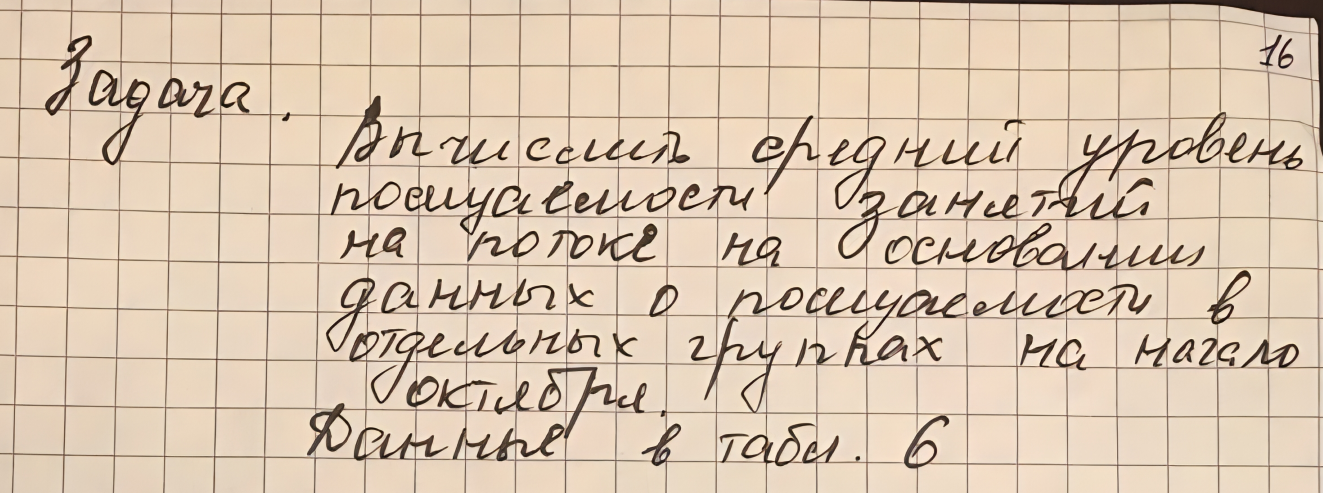 16
Задача.
Вычислить средний уровень
посещаемости занятий
на потоке на основании
данных о посещаемости в
отдельных группах на начало
октября.
Данные в табл. 6